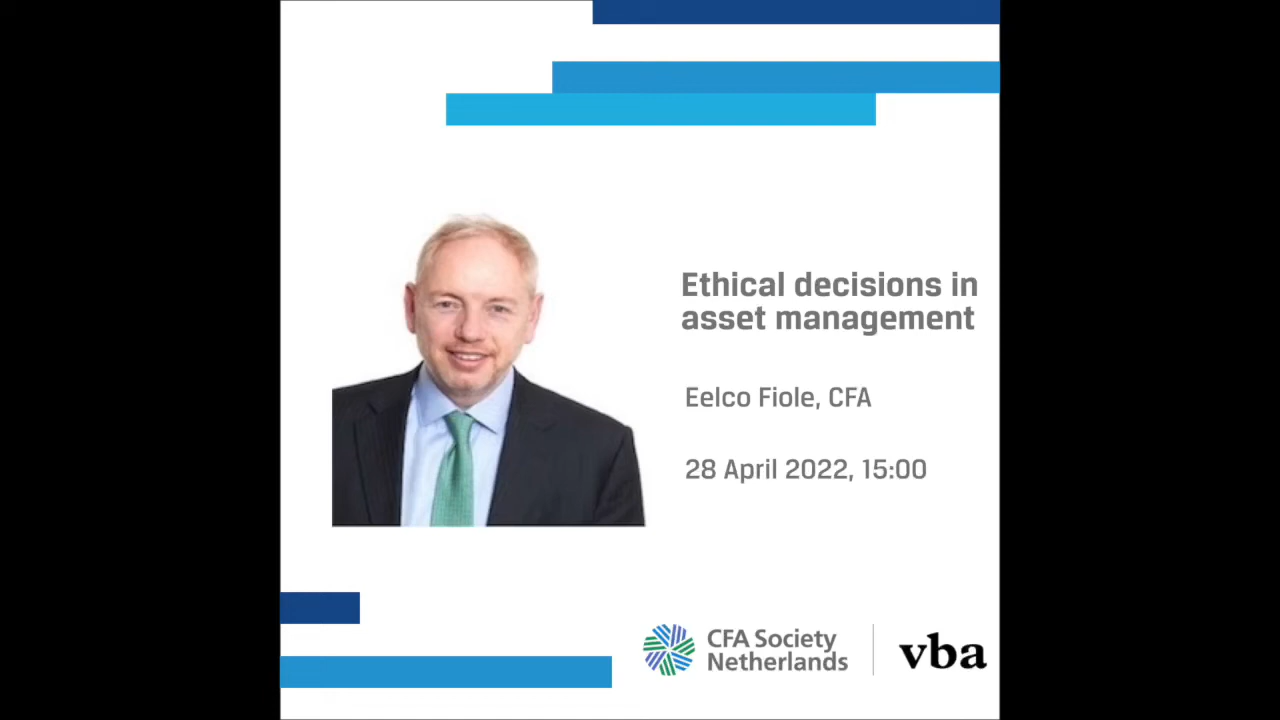 Ethical decisions in
asset management
Eelco Fiole, CFA
28 April 2022, 15:00
CFA Society
Netherlands
vba